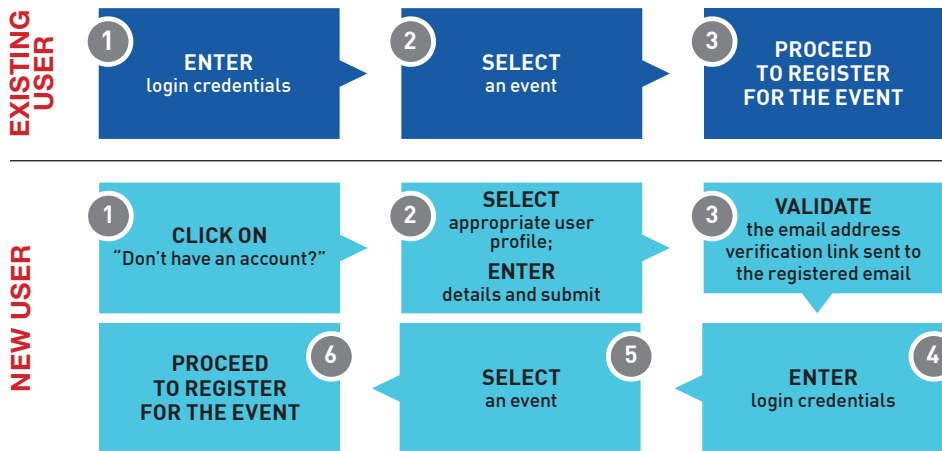 EXISTING
USER
1
ENTER
login credentials
2
SELECT
an event
3
PROCEED
TO REGISTER
FOR THE EVENT
NEW USER
1
CLICK ON
“Don’t have an account?”
2
SELECT
appropriate user
profile;
ENTER
details and submit
3
VALIDATE
the email address
verification link sent to
the registered email
4
ENTER
login credentials
5
SELECT
an event
6
PROCEED
TO REGISTER
FOR THE EVENT